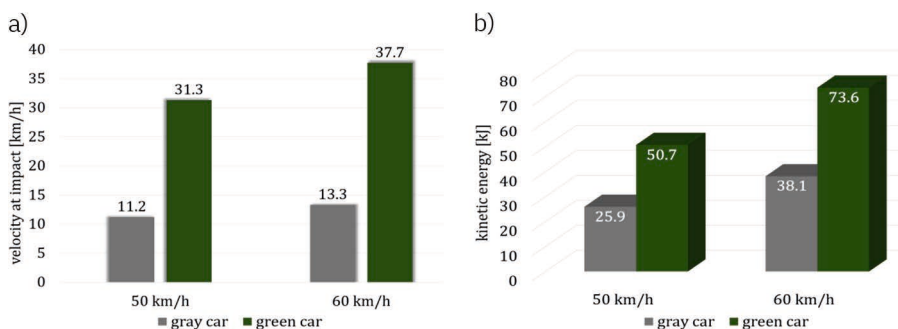 a)
velocity at impact [km/h]
40
35
30
25
20
15
10
5
0
11.2
31.3
13.3
37.7
50 km/h
60 km/h
gray car
green car
b)
kinetic energy [kJ]
80
70
60
50
40
30
20
10
0
25.9
50.7
38.1
73.6
50 km/h
60 km/h
gray car
green car